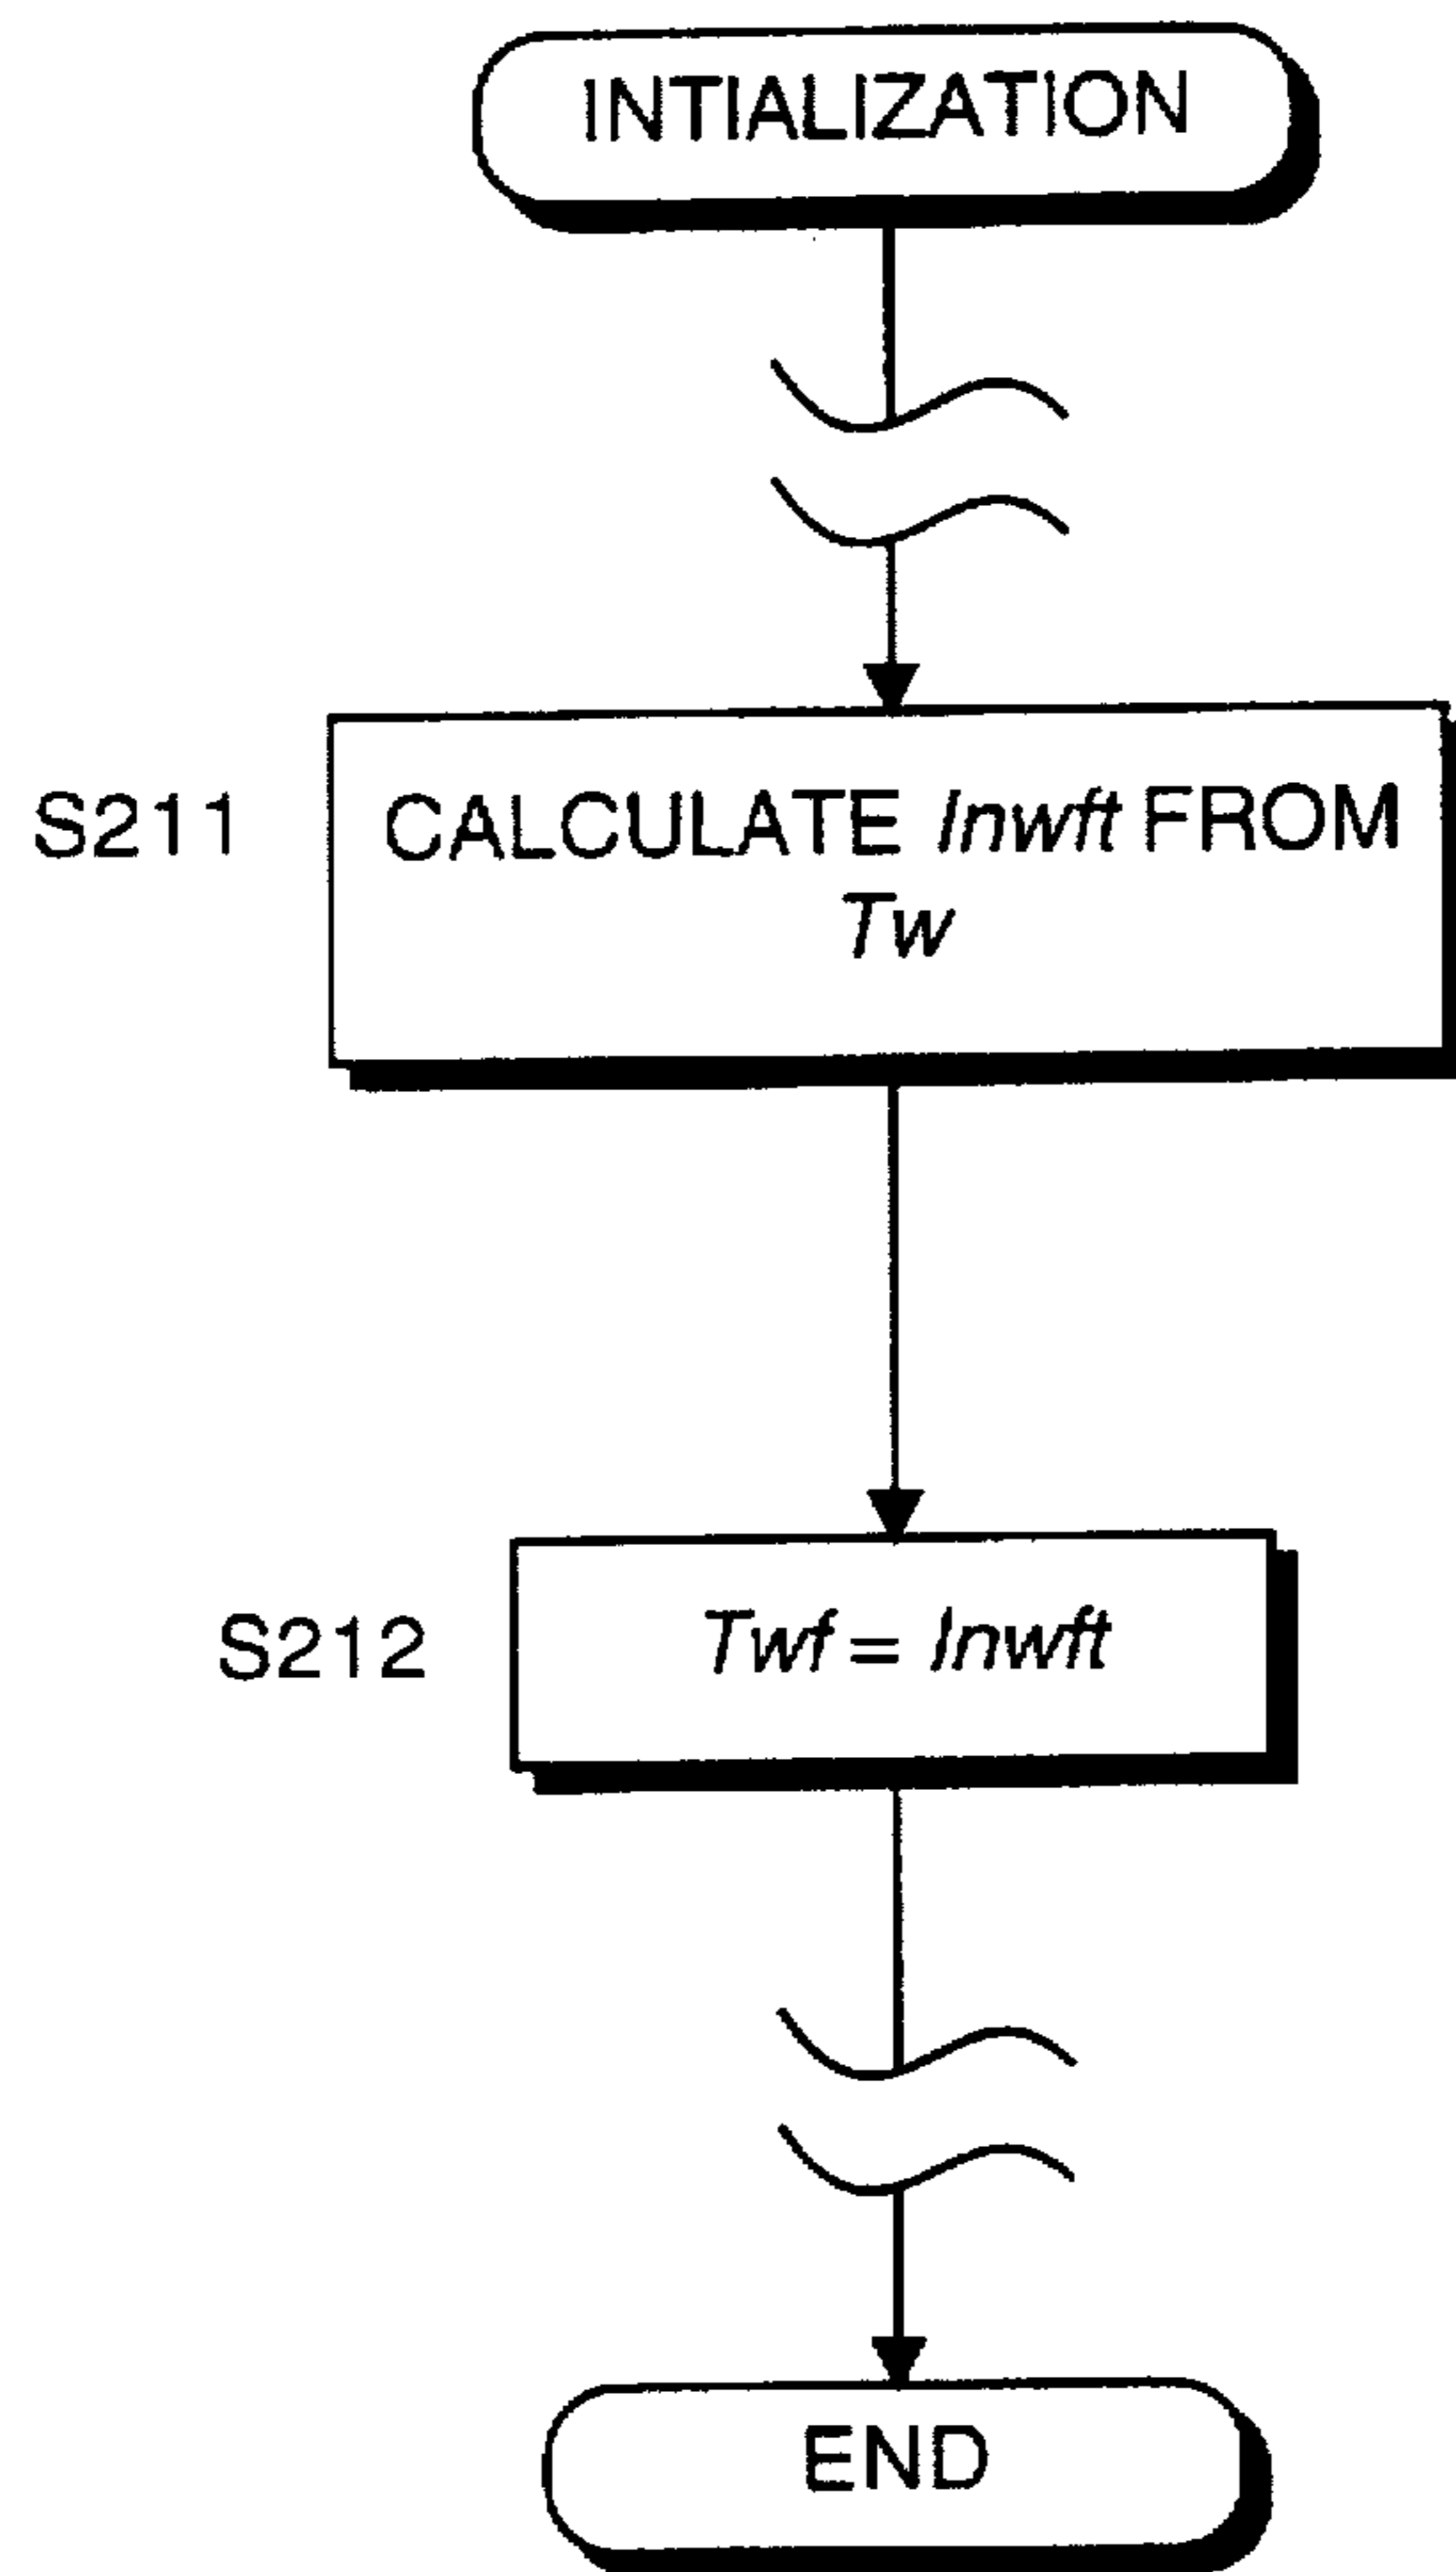 INTIALIZATION
S211
CALCULATE Inwft FROM
Tw
S212
Twf = Inwft
END